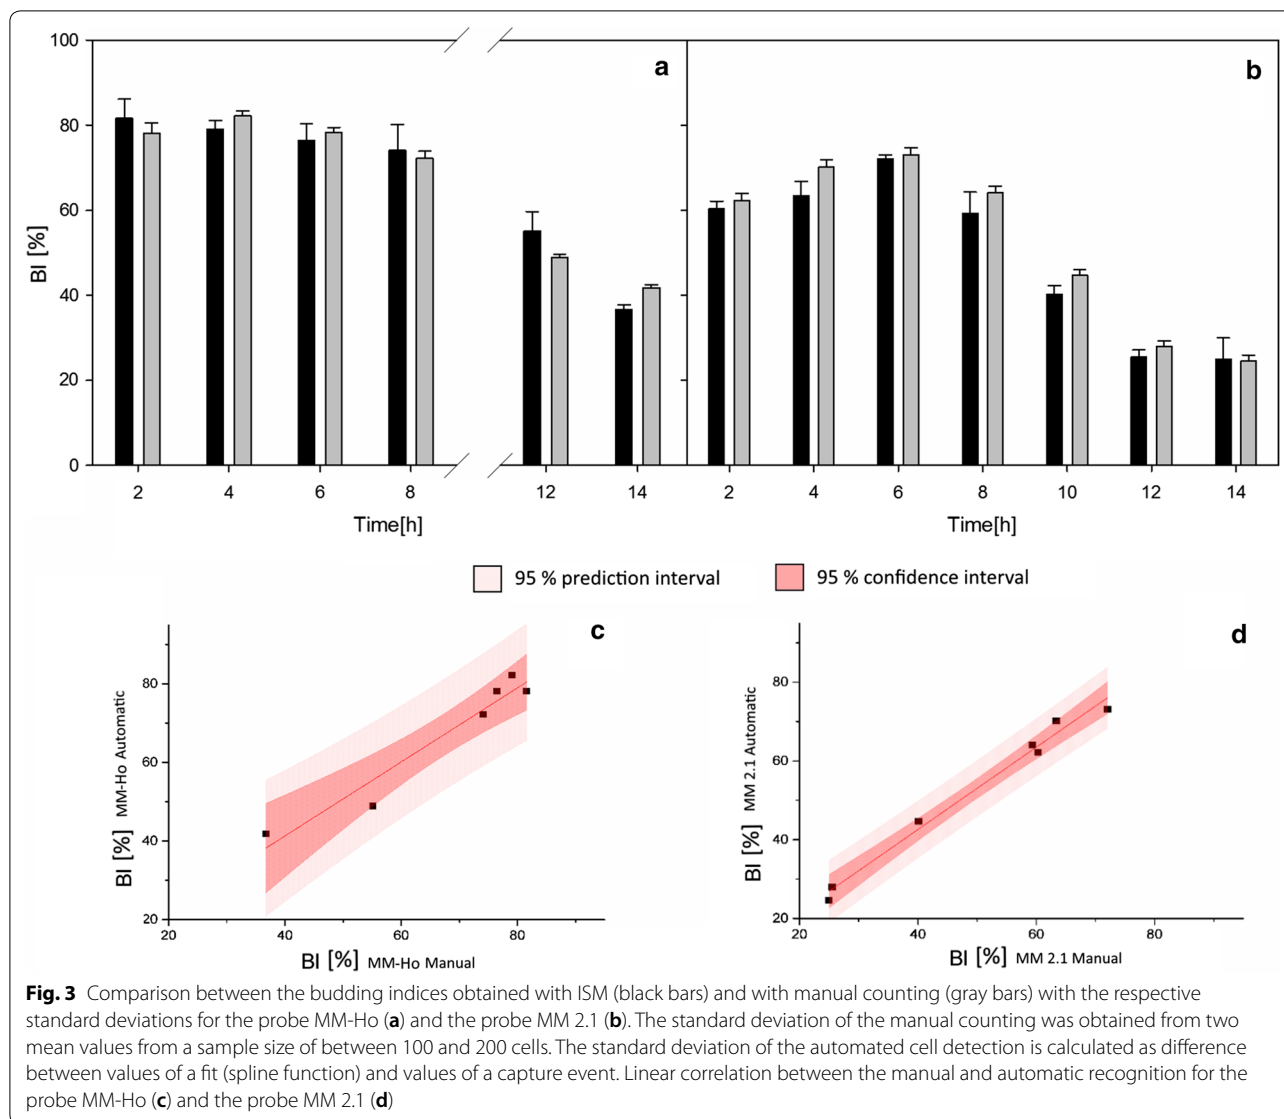 100
80
60
40
20
0
BI [%]
a
b
2 4 6 8 12 14 2 4 6 8 10 12 14
Time[h] Time[h]
95 % prediction interval 95 % confidence interval
c
80
60
40
20
BI [%] MM-Ho Automatic
20 40 60 80
BI [%] MM-Ho Manual
d
80
60
40
20
BI [%] MM 2.1 Automatic
20 40 60 80
BI [%] MM 2.1 Manual
Fig. 3 Comparison between the budding indices obtained with ISM (black bars) and with manual counting (gray bars) with the respective
standard deviations for the probe MM-Ho (a) and the probe MM 2.1 (b). The standard deviation of the manual counting was obtained from two
mean values from a sample size of between 100 and 200 cells. The standard deviation of the automated cell detection is calculated as difference
between values of a fit (spline function) and values of a capture event. Linear correlation between the manual and automatic recognition for the
probe MM-Ho (c) and the probe MM 2.1 (d)